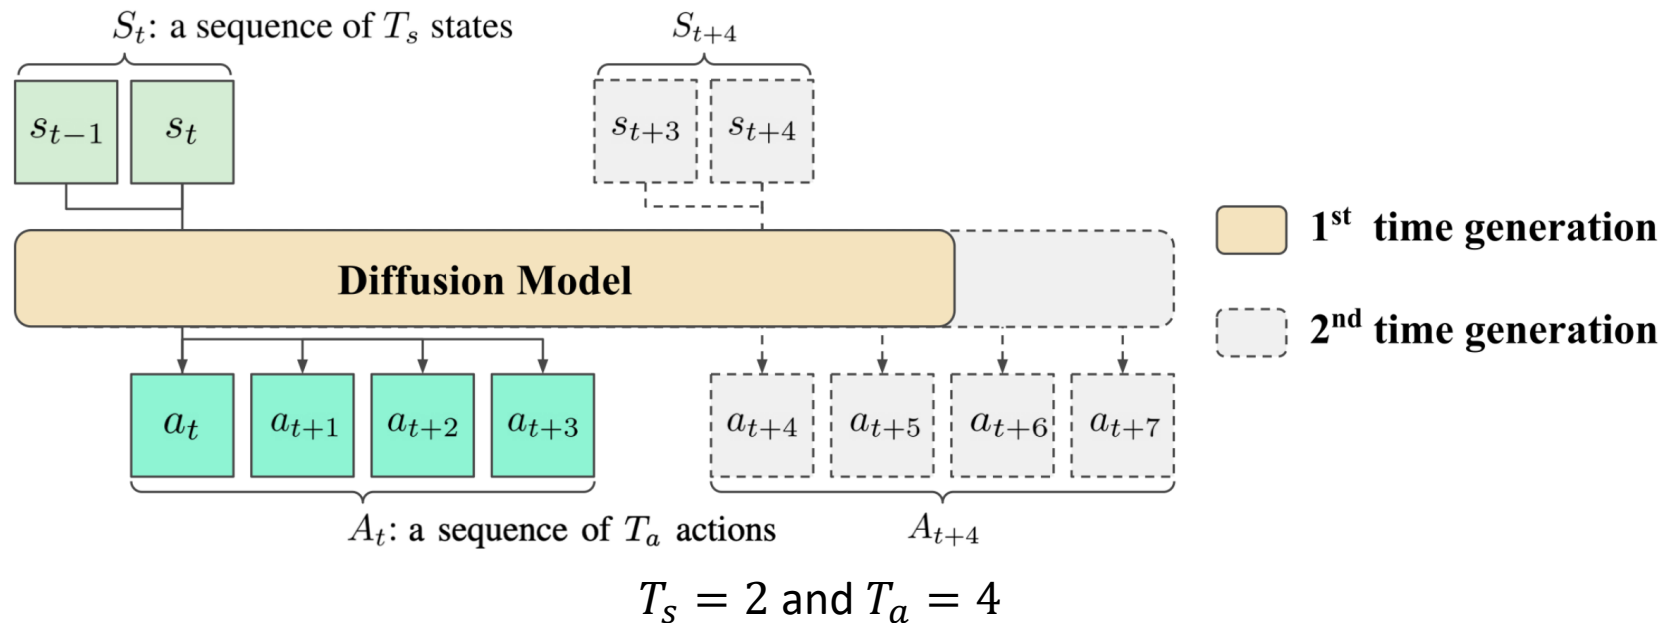 S_t: a sequence of T_s states
S_{t+4}
s_{t-1} s_t s_{t+3} s_{t+4}
1st time generation
Diffusion Model
2nd time generation
a_t a_{t+1} a_{t+2} a_{t+3} a_{t+4} a_{t+5} a_{t+6} a_{t+7}
A_t: a sequence of T_a actions
A_{t+4}
T_s = 2 and T_a = 4